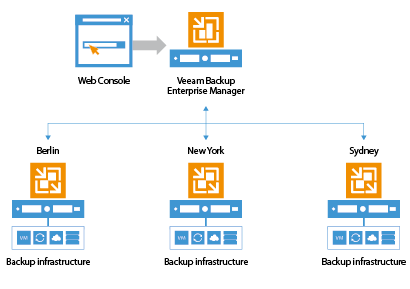 Web Console
Veeam Backup
Enterprise Manager
Berlin
New York
Sydney
VM
VM
VM
Backup infrastructure
Backup infrastructure
Backup infrastructure